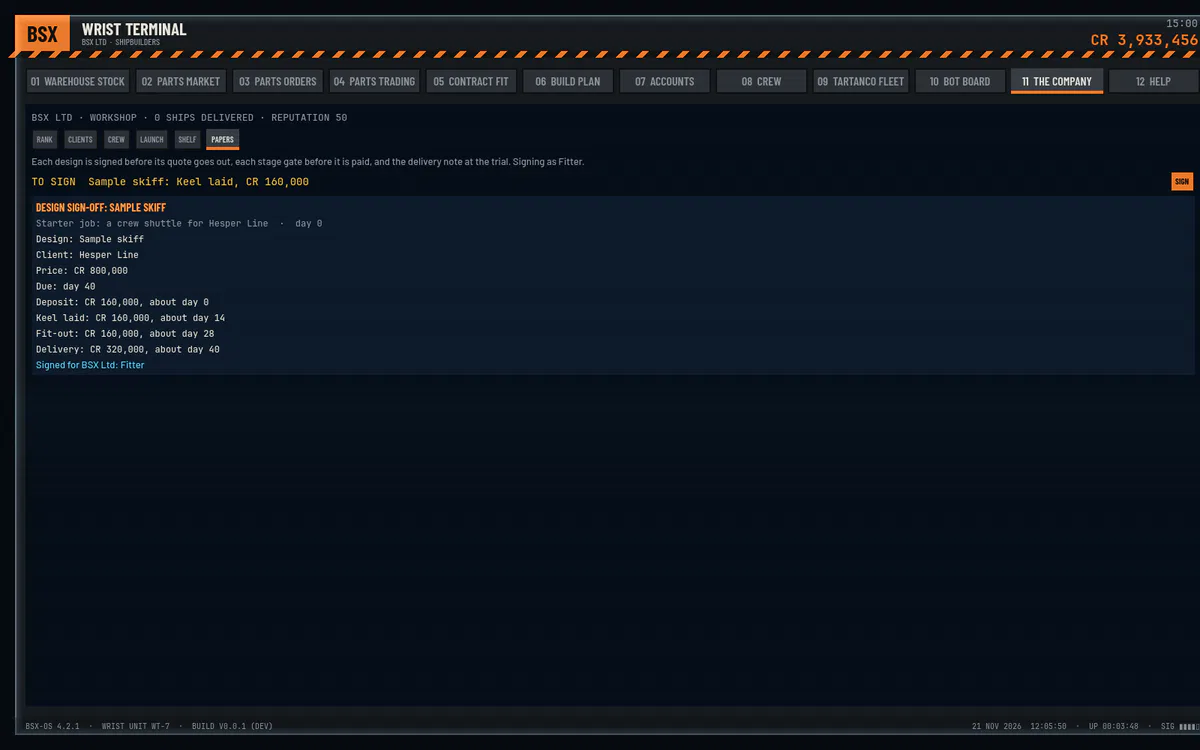 BSX
WRIST TERMINAL
BSX LTD · SHIPBUILDERS
15:00
CR 3,933,456
01 WAREHOUSE STOCK
02 PARTS MARKET
03 PARTS ORDERS
04 PARTS TRADING
05 CONTRACT FIT
06 BUILD PLAN
07 ACCOUNTS
08 CREW
09 TARTANCO FLEET
10 BOT BOARD
11 THE COMPANY
12 HELP
BSX LTD · WORKSHOP · 0 SHIPS DELIVERED · REPUTATION 50
RANK
CLIENTS
CREW
LAUNCH
SHELF
PAPERS
Each design is signed before its quote goes out, each stage gate before it is paid, and the delivery note at the trial. Signing as Fitter.
TO SIGN Sample skiff: Keel laid, CR 160,000
SIGN
DESIGN SIGN-OFF: SAMPLE SKIFF
Starter job: a crew shuttle for Hesper Line · day 0
Design: Sample skiff
Client: Hesper Line
Price: CR 800,000
Due: day 40
Deposit: CR 160,000, about day 0
Keel laid: CR 160,000, about day 14
Fit-out: CR 160,000, about day 28
Delivery: CR 320,000, about day 40
Signed for BSX Ltd: Fitter
BSX-OS 4.2.1 · WRIST UNIT WT-7 · BUILD V0.0.1 (DEV)
21 NOV 2026 12:05:50 · UP 00:03:48 · SIG